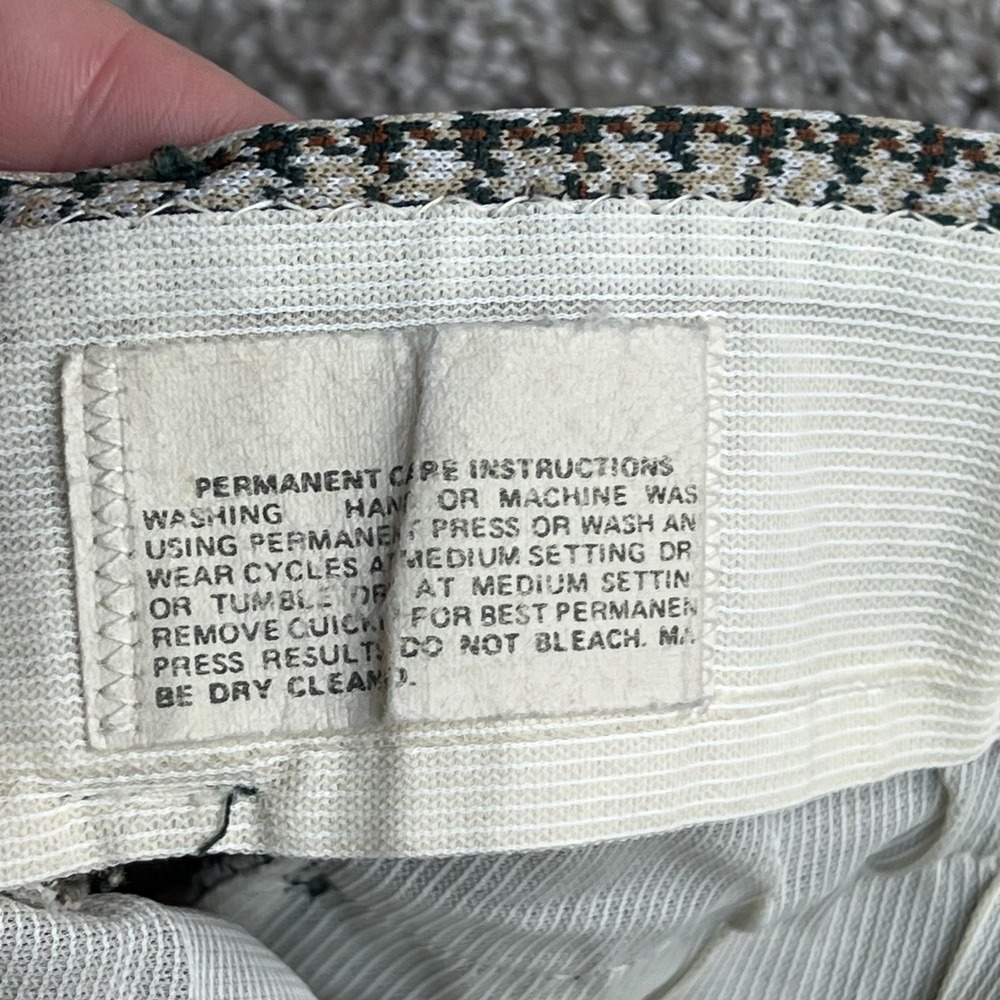 PERMANENT CARE INSTRUCTIONS
WASHING HAND OR MACHINE WAS
USING PERMANENT PRESS OR WASH AN
WEAR CYCLES AT MEDIUM SETTING DR
OR TUMBLE DR AT MEDIUM SETTIN
REMOVE QUICKLY FOR BEST PERMANEN
PRESS RESULTS DO NOT BLEACH. MA
BE DRY CLEANED.